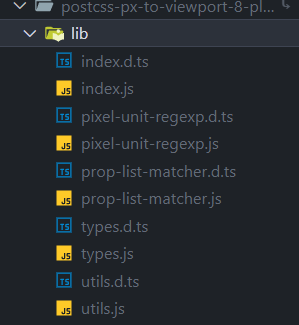 postcss-px-to-viewport-8-pl...
lib
TS index.d.ts
JS index.js
TS pixel-unit-regexp.d.ts
JS pixel-unit-regexp.js
TS prop-list-matcher.d.ts
JS prop-list-matcher.js
TS types.d.ts
JS types.js
TS utils.d.ts
JS utils.js